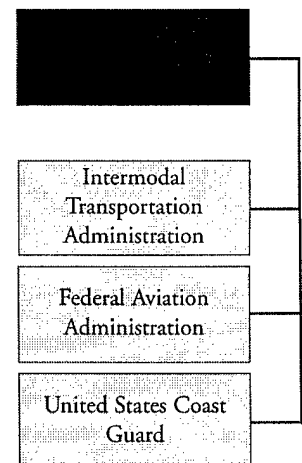 Intermodal
Transportation
Administration
Federal Aviation
Administration
United States Coast
Guard